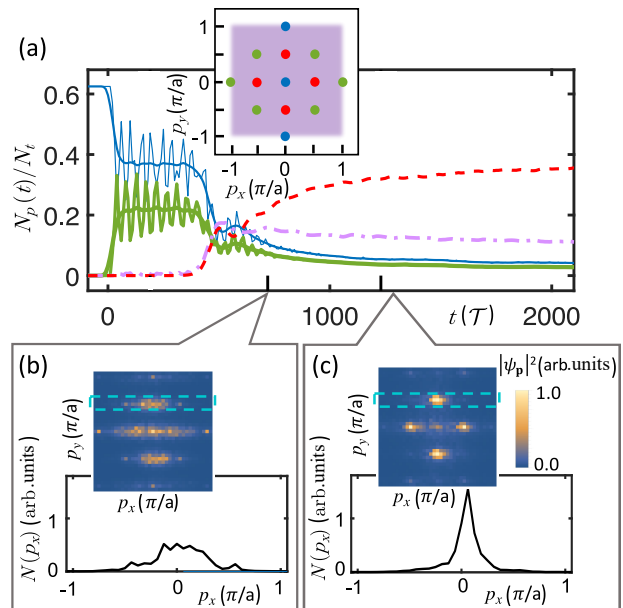 (a)
1
0
-1
p_y (π/a)
-1 0 1
p_x (π/a)
0.6
0.4
0.2
0
N_p(t)/N_t
0 1000 2000
t(𝒯)
(b)
p_y (π/a)
p_x (π/a)
N(p_x) (arb.units)
1
0
-1 0 1
p_x (π/a)
(c)
|ψ_𝐩|² (arb.units)
1.0
0.0
p_y (π/a)
p_x (π/a)
N(p_x) (arb.units)
1
0
-1 0 1
p_x (π/a)